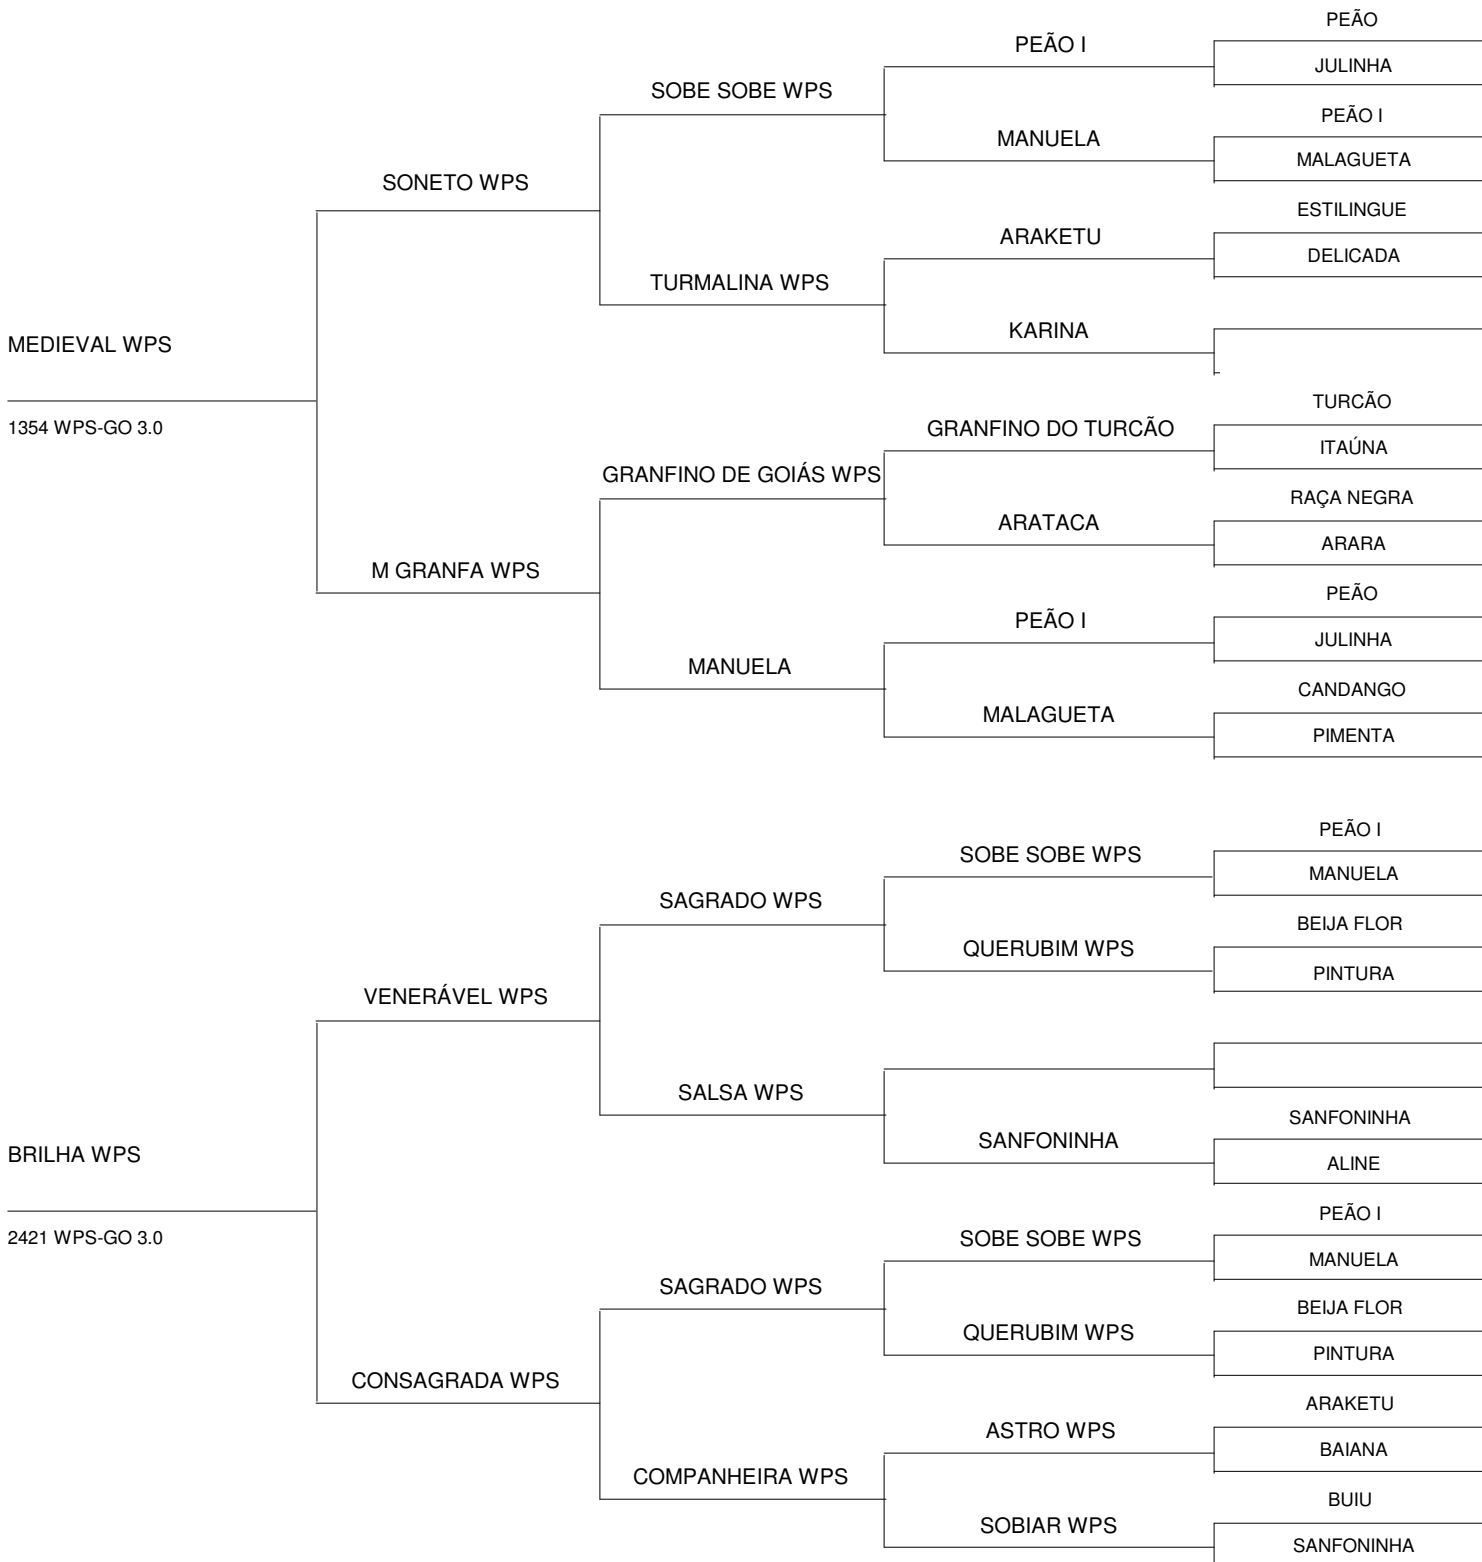 PEÃO
PEÃO I
JULINHA
SOBE SOBE WPS
PEÃO I
MANUELA
MALAGUETA
SONETO WPS
ESTILINGUE
ARAKETU
DELICADA
TURMALINA WPS
KARINA
MEDIEVAL WPS
TURCÃO
1354 WPS-GO 3.0
GRANFINO DO TURCÃO
ITAÚNA
GRANFINO DE GOIÁS WPS
RAÇA NEGRA
ARATACA
ARARA
M GRANFA WPS
PEÃO
PEÃO I
JULINHA
MANUELA
CANDANGO
MALAGUETA
PIMENTA
PEÃO I
SOBE SOBE WPS
MANUELA
SAGRADO WPS
BEIJA FLOR
QUERUBIM WPS
PINTURA
VENERÁVEL WPS
SALSA WPS
SANFONINHA
SANFONINHA
ALINE
BRILHA WPS
PEÃO I
2421 WPS-GO 3.0
SOBE SOBE WPS
MANUELA
SAGRADO WPS
BEIJA FLOR
QUERUBIM WPS
PINTURA
CONSAGRADA WPS
ARAKETU
ASTRO WPS
BAIANA
COMPANHEIRA WPS
BUIU
SOBIAR WPS
SANFONINHA